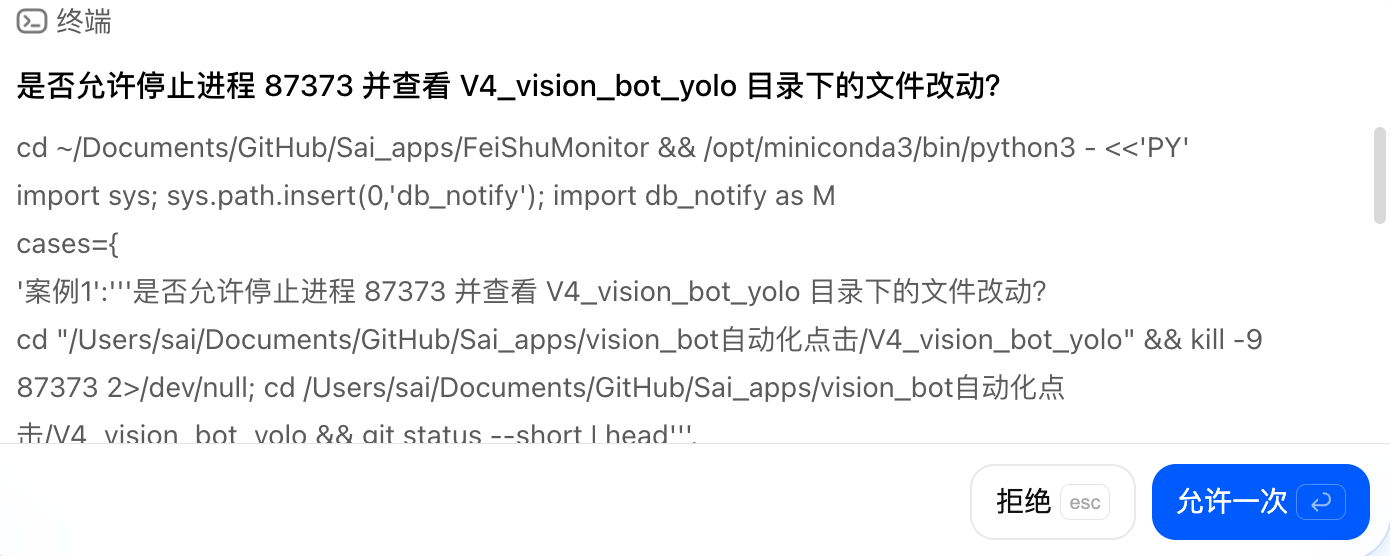 终端
是否允许停止进程 87373 并查看 V4_vision_bot_yolo 目录下的文件改动?
cd ~/Documents/GitHub/Sai_apps/FeiShuMonitor && /opt/miniconda3/bin/python3 - <<'PY'
import sys; sys.path.insert(0,'db_notify'); import db_notify as M
cases={
'案例1':'''是否允许停止进程 87373 并查看 V4_vision_bot_yolo 目录下的文件改动?
cd "/Users/sai/Documents/GitHub/Sai_apps/vision_bot自动化点击/V4_vision_bot_yolo" && kill -9
87373 2>/dev/null; cd /Users/sai/Documents/GitHub/Sai_apps/vision_bot自动化点
击/V4_vision_bot_yolo && git status --short | head''',
拒绝 esc
允许一次